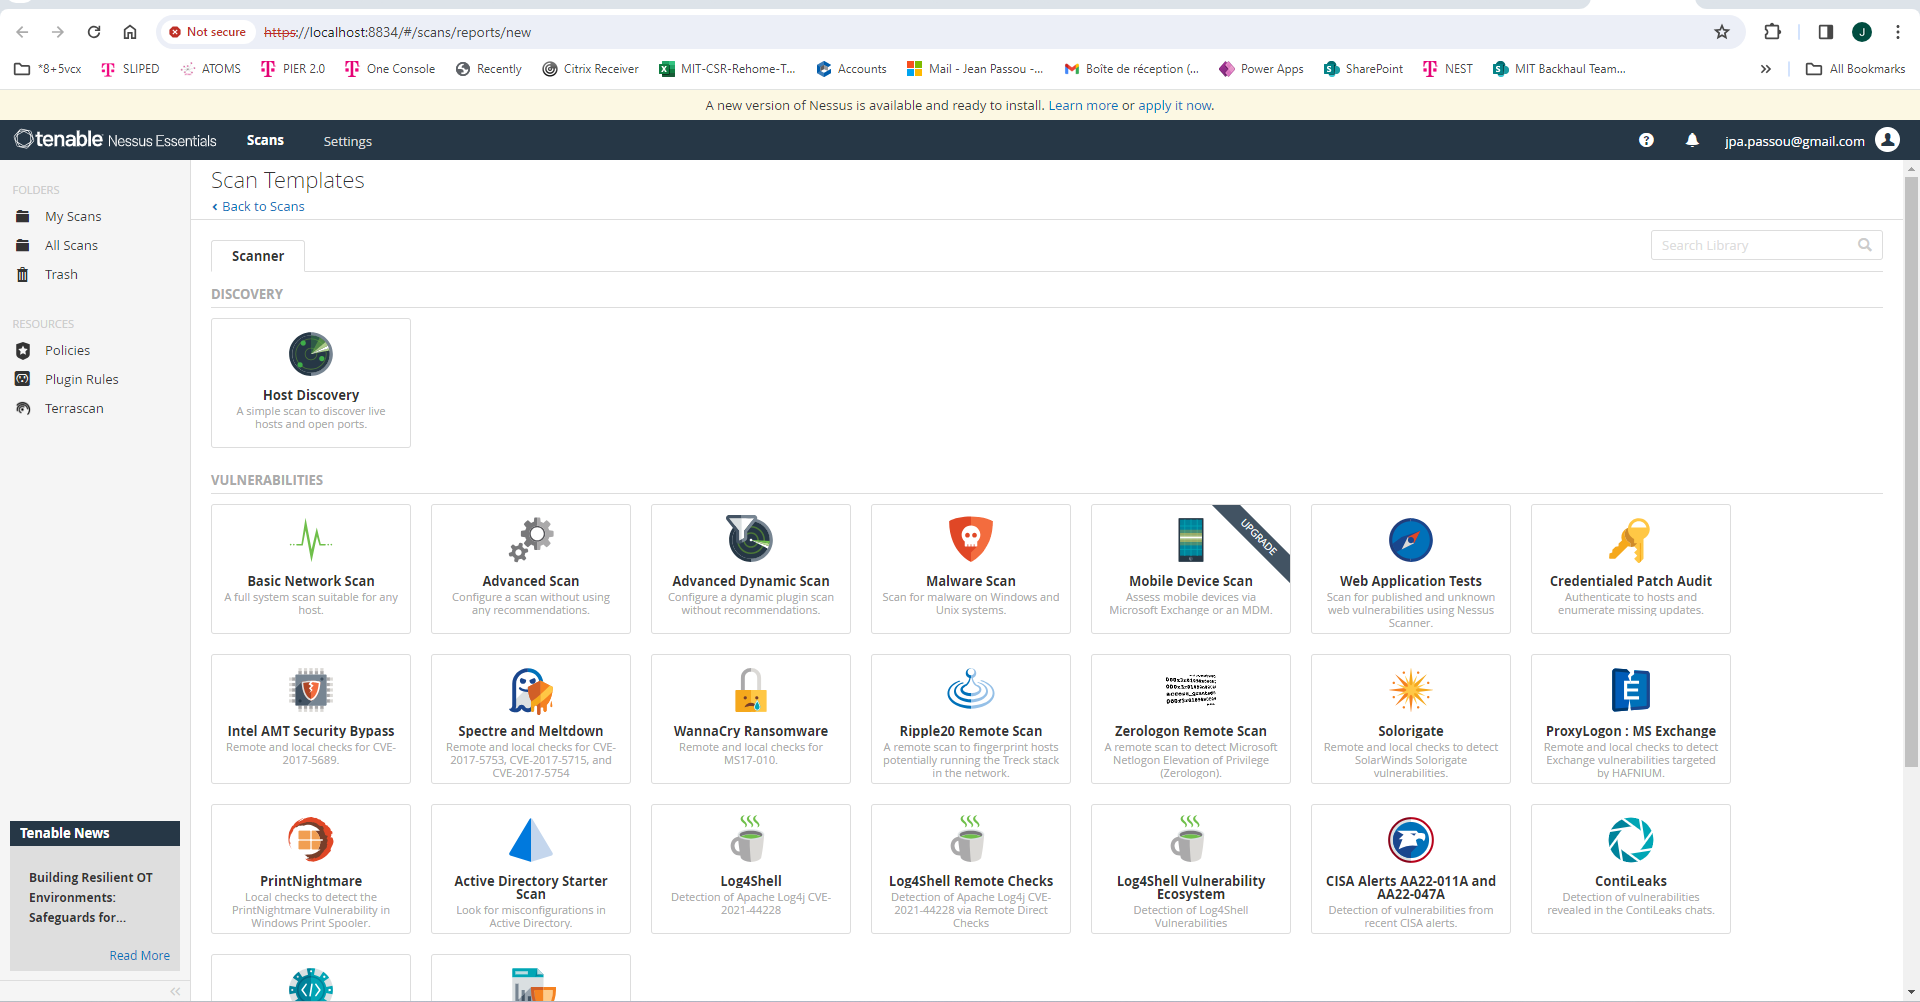 Not secure https://localhost:8834/#/scans/reports/new J
*8+5vcx SLIPED ATOMS PIER 2.0 One Console Recently Citrix Receiver MIT-CSR-Rehome-T... Accounts Mail - Jean Passou -... Boîte de réception (... Power Apps SharePoint NEST MIT Backhaul Team... » All Bookmarks
A new version of Nessus is available and ready to install. Learn more or apply it now.
tenable Nessus Essentials Scans Settings jpa.passou@gmail.com
FOLDERS
My Scans
All Scans
Trash
RESOURCES
Policies
Plugin Rules
Terrascan
Tenable News
Building Resilient OT
Environments:
Safeguards for...
Read More
Scan Templates
‹ Back to Scans
Scanner
Search Library
DISCOVERY
Host Discovery
A simple scan to discover live
hosts and open ports.
VULNERABILITIES
Basic Network Scan
A full system scan suitable for any
host.
Advanced Scan
Configure a scan without using
any recommendations.
Advanced Dynamic Scan
Configure a dynamic plugin scan
without recommendations.
Malware Scan
Scan for malware on Windows and
Unix systems.
UPGRADE
Mobile Device Scan
Assess mobile devices via
Microsoft Exchange or an MDM.
Web Application Tests
Scan for published and unknown
web vulnerabilities using Nessus
Scanner.
Credentialed Patch Audit
Authenticate to hosts and
enumerate missing updates.
Intel AMT Security Bypass
Remote and local checks for CVE-
2017-5689.
Spectre and Meltdown
Remote and local checks for CVE-
2017-5753, CVE-2017-5715, and
CVE-2017-5754
WannaCry Ransomware
Remote and local checks for
MS17-010.
Ripple20 Remote Scan
A remote scan to fingerprint hosts
potentially running the Treck stack
in the network.
Zerologon Remote Scan
A remote scan to detect Microsoft
Netlogon Elevation of Privilege
(Zerologon).
Solorigate
Remote and local checks to detect
SolarWinds Solorigate
vulnerabilities.
E
ProxyLogon : MS Exchange
Remote and local checks to detect
Exchange vulnerabilities targeted
by HAFNIUM.
PrintNightmare
Local checks to detect the
PrintNightmare Vulnerability in
Windows Print Spooler.
Active Directory Starter
Scan
Look for misconfigurations in
Active Directory.
Log4Shell
Detection of Apache Log4j CVE-
2021-44228
Log4Shell Remote Checks
Detection of Apache Log4j CVE-
2021-44228 via Remote Direct
Checks
Log4Shell Vulnerability
Ecosystem
Detection of Log4Shell
Vulnerabilities
CISA Alerts AA22-011A and
AA22-047A
Detection of vulnerabilities from
recent CISA alerts.
ContiLeaks
Detection of vulnerabilities
revealed in the ContiLeaks chats.